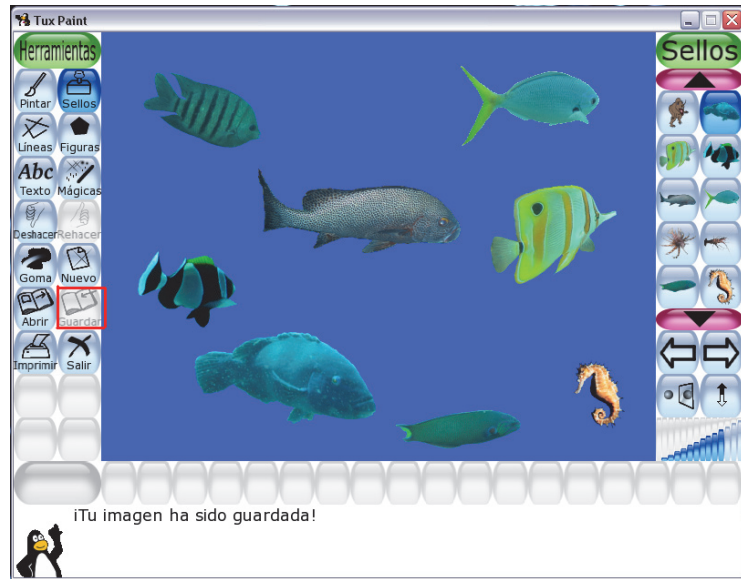 Tux Paint
Herramientas
Sellos
Pintar Sellos
Líneas Figuras
Abc
Texto Mágicas
Deshacer Rehacer
Goma Nuevo
Abrir Guardar
Imprimir Salir
¡Tu imagen ha sido guardada!